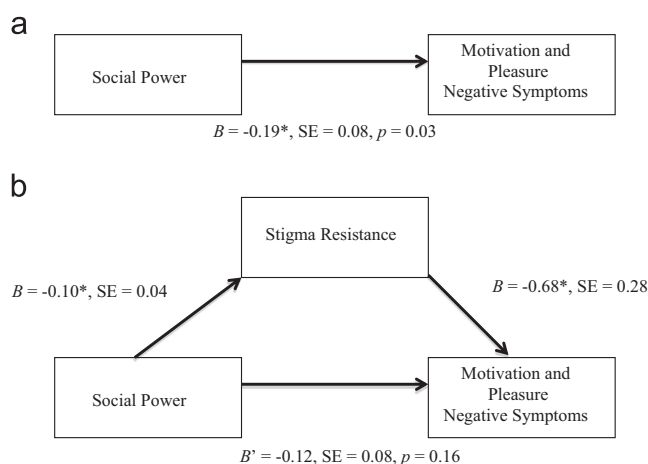 a
Social Power
Motivation and
Pleasure
Negative Symptoms
B = -0.19*, SE = 0.08, p = 0.03
b
Stigma Resistance
B = -0.10*, SE = 0.04
B = -0.68*, SE = 0.28
Social Power
Motivation and
Pleasure
Negative Symptoms
B’ = -0.12, SE = 0.08, p = 0.16